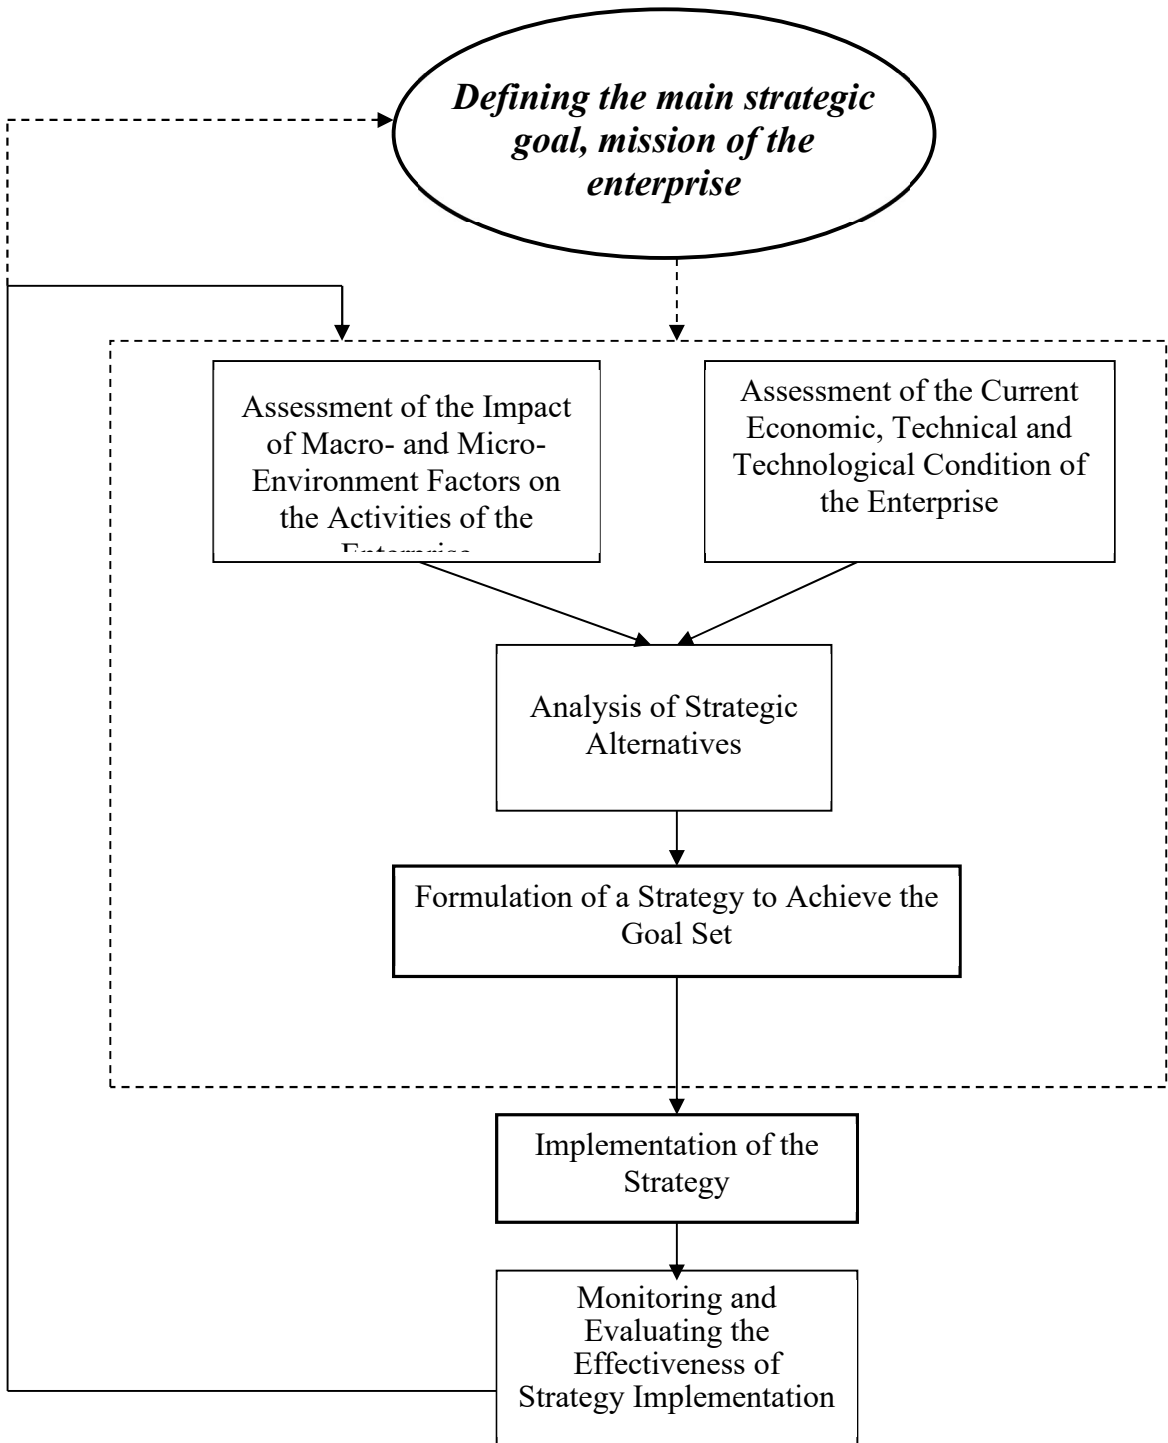 Defining the main strategic
goal, mission of the
enterprise
Assessment of the Impact
of Macro- and Micro-
Environment Factors on
the Activities of the
Enterprise
Assessment of the Current
Economic, Technical and
Technological Condition of
the Enterprise
Analysis of Strategic
Alternatives
Formulation of a Strategy to Achieve the
Goal Set
Implementation of the
Strategy
Monitoring and
Evaluating the
Effectiveness of
Strategy Implementation